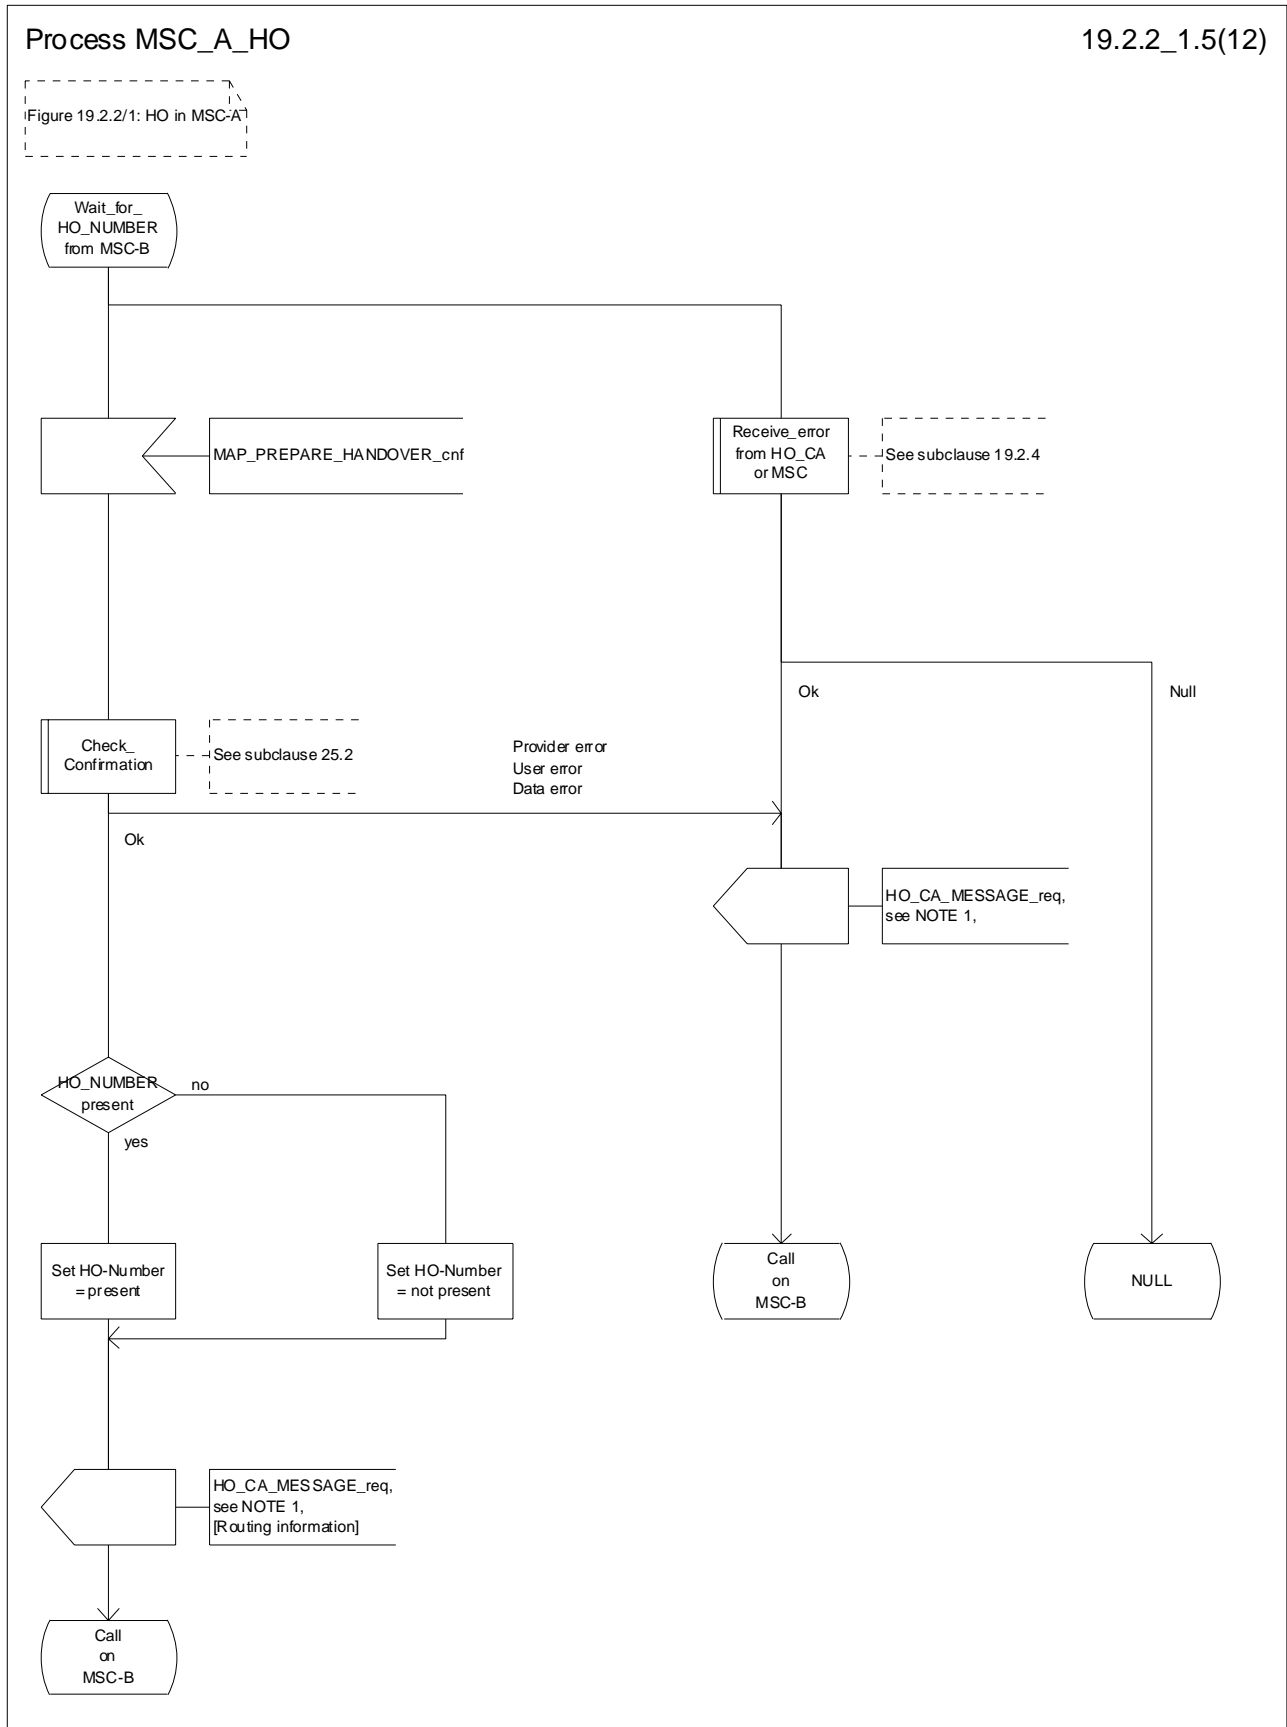 Process MSC_A_HO
19.2.2_1.5(12)
Figure 19.2.2/1: HO in MSC-A
Wait_for_
HO_NUMBER
from MSC-B
MAP_PREPARE_HANDOVER_cnf
Receive_error
from HO_CA
or MSC
See subclause 19.2.4
Ok
Null
Check_
Confirmation
See subclause 25.2
Provider error
User error
Data error
Ok
HO_CA_MESSAGE_req,
see NOTE 1,
HO_NUMBER
present
no
yes
Set HO-Number
= present
Set HO-Number
= not present
Call
on
MSC-B
NULL
HO_CA_MESSAGE_req,
see NOTE 1,
[Routing information]
Call
on
MSC-B